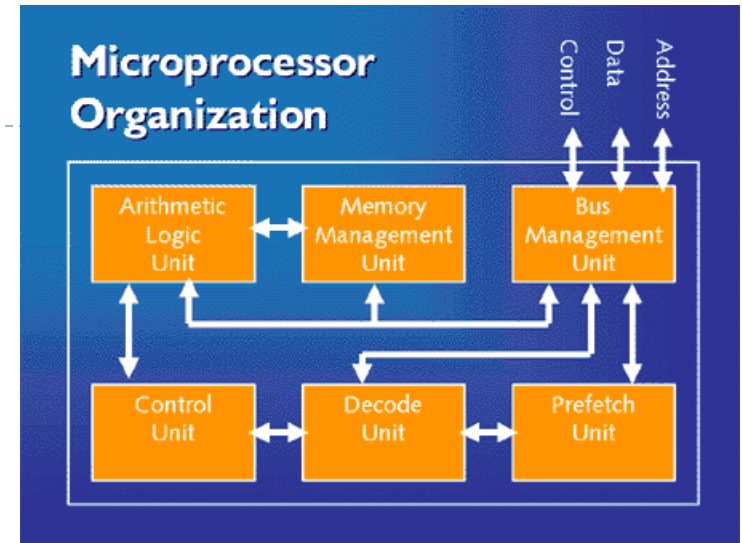 Microprocessor
Organization
Control
Data
Address
Arithmetic
Logic
Unit
Memory
Management
Unit
Bus
Management
Unit
Control
Unit
Decode
Unit
Prefetch
Unit